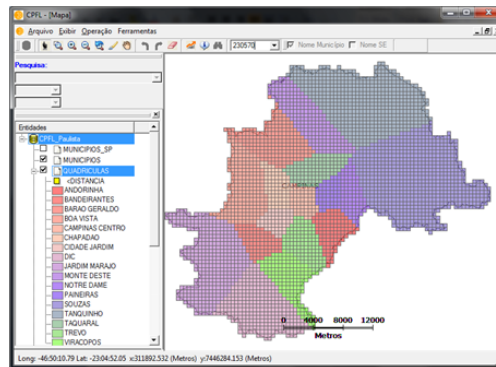 CPFL - [Mapa]
Arquivo Exibir Operação Ferramentas
230570 Nome Município Nome SE
Pesquisa:
Entidades
CPFL_Paulista
MUNICIPIOS_SP
MUNICIPIOS
QUADRICULAS
<DISTANCIA
ANDORINHA
BANDEIRANTES
BARAO GERALDO
BOA VISTA
CAMPINAS CENTRO
CHAPADAO
CIDADE JARDIM
DIC
JARDIM MARAJO
MONTE DESTE
NOTRE DAME
PAINEIRAS
SOUZAS
TANQUINHO
TAQUARAL
TREVO
VIRACOPOS
CAMPINAS
0 4000 8000 12000
Metros
Long: -46:50:10.79 Lat: -23:04:52.05 x:311892.532 (Metros) y:7446284.153 (Metros)